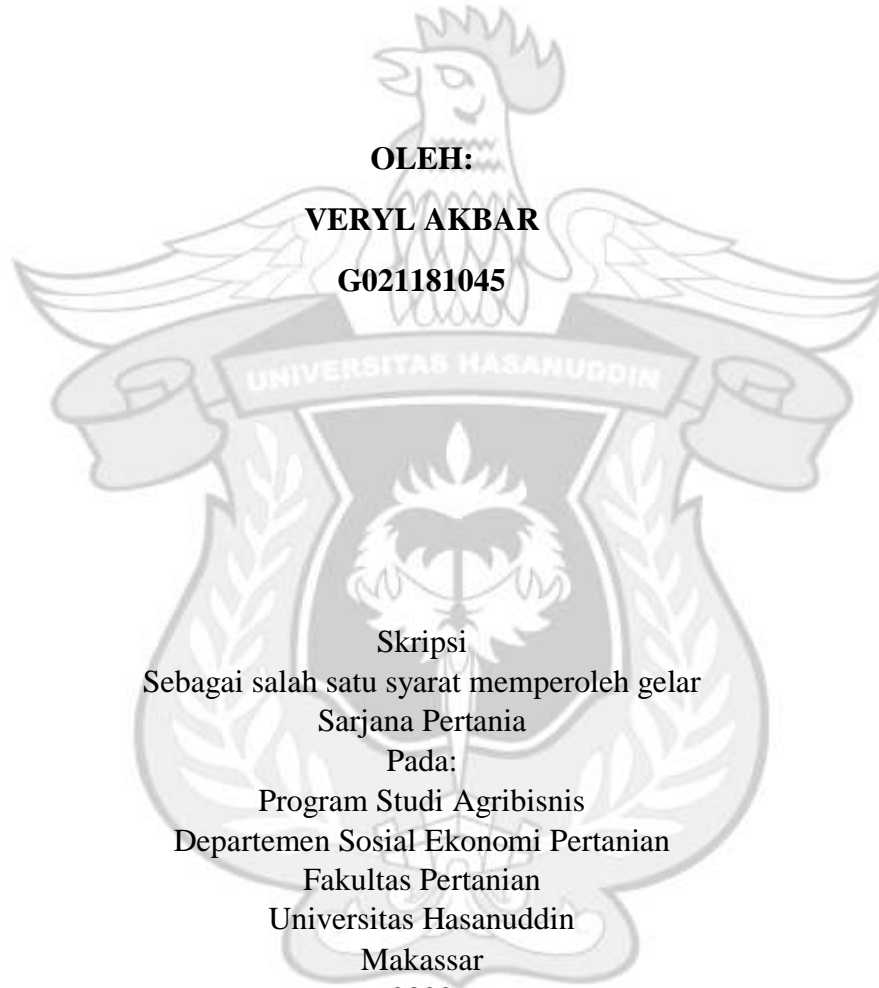 OLEH:
VERYL AKBAR
G021181045
UNIVERSITAS HASANUDDIN
Skripsi
Sebagai salah satu syarat memperoleh gelar
Sarjana Pertania
Pada:
Program Studi Agribisnis
Departemen Sosial Ekonomi Pertanian
Fakultas Pertanian
Universitas Hasanuddin
Makassar